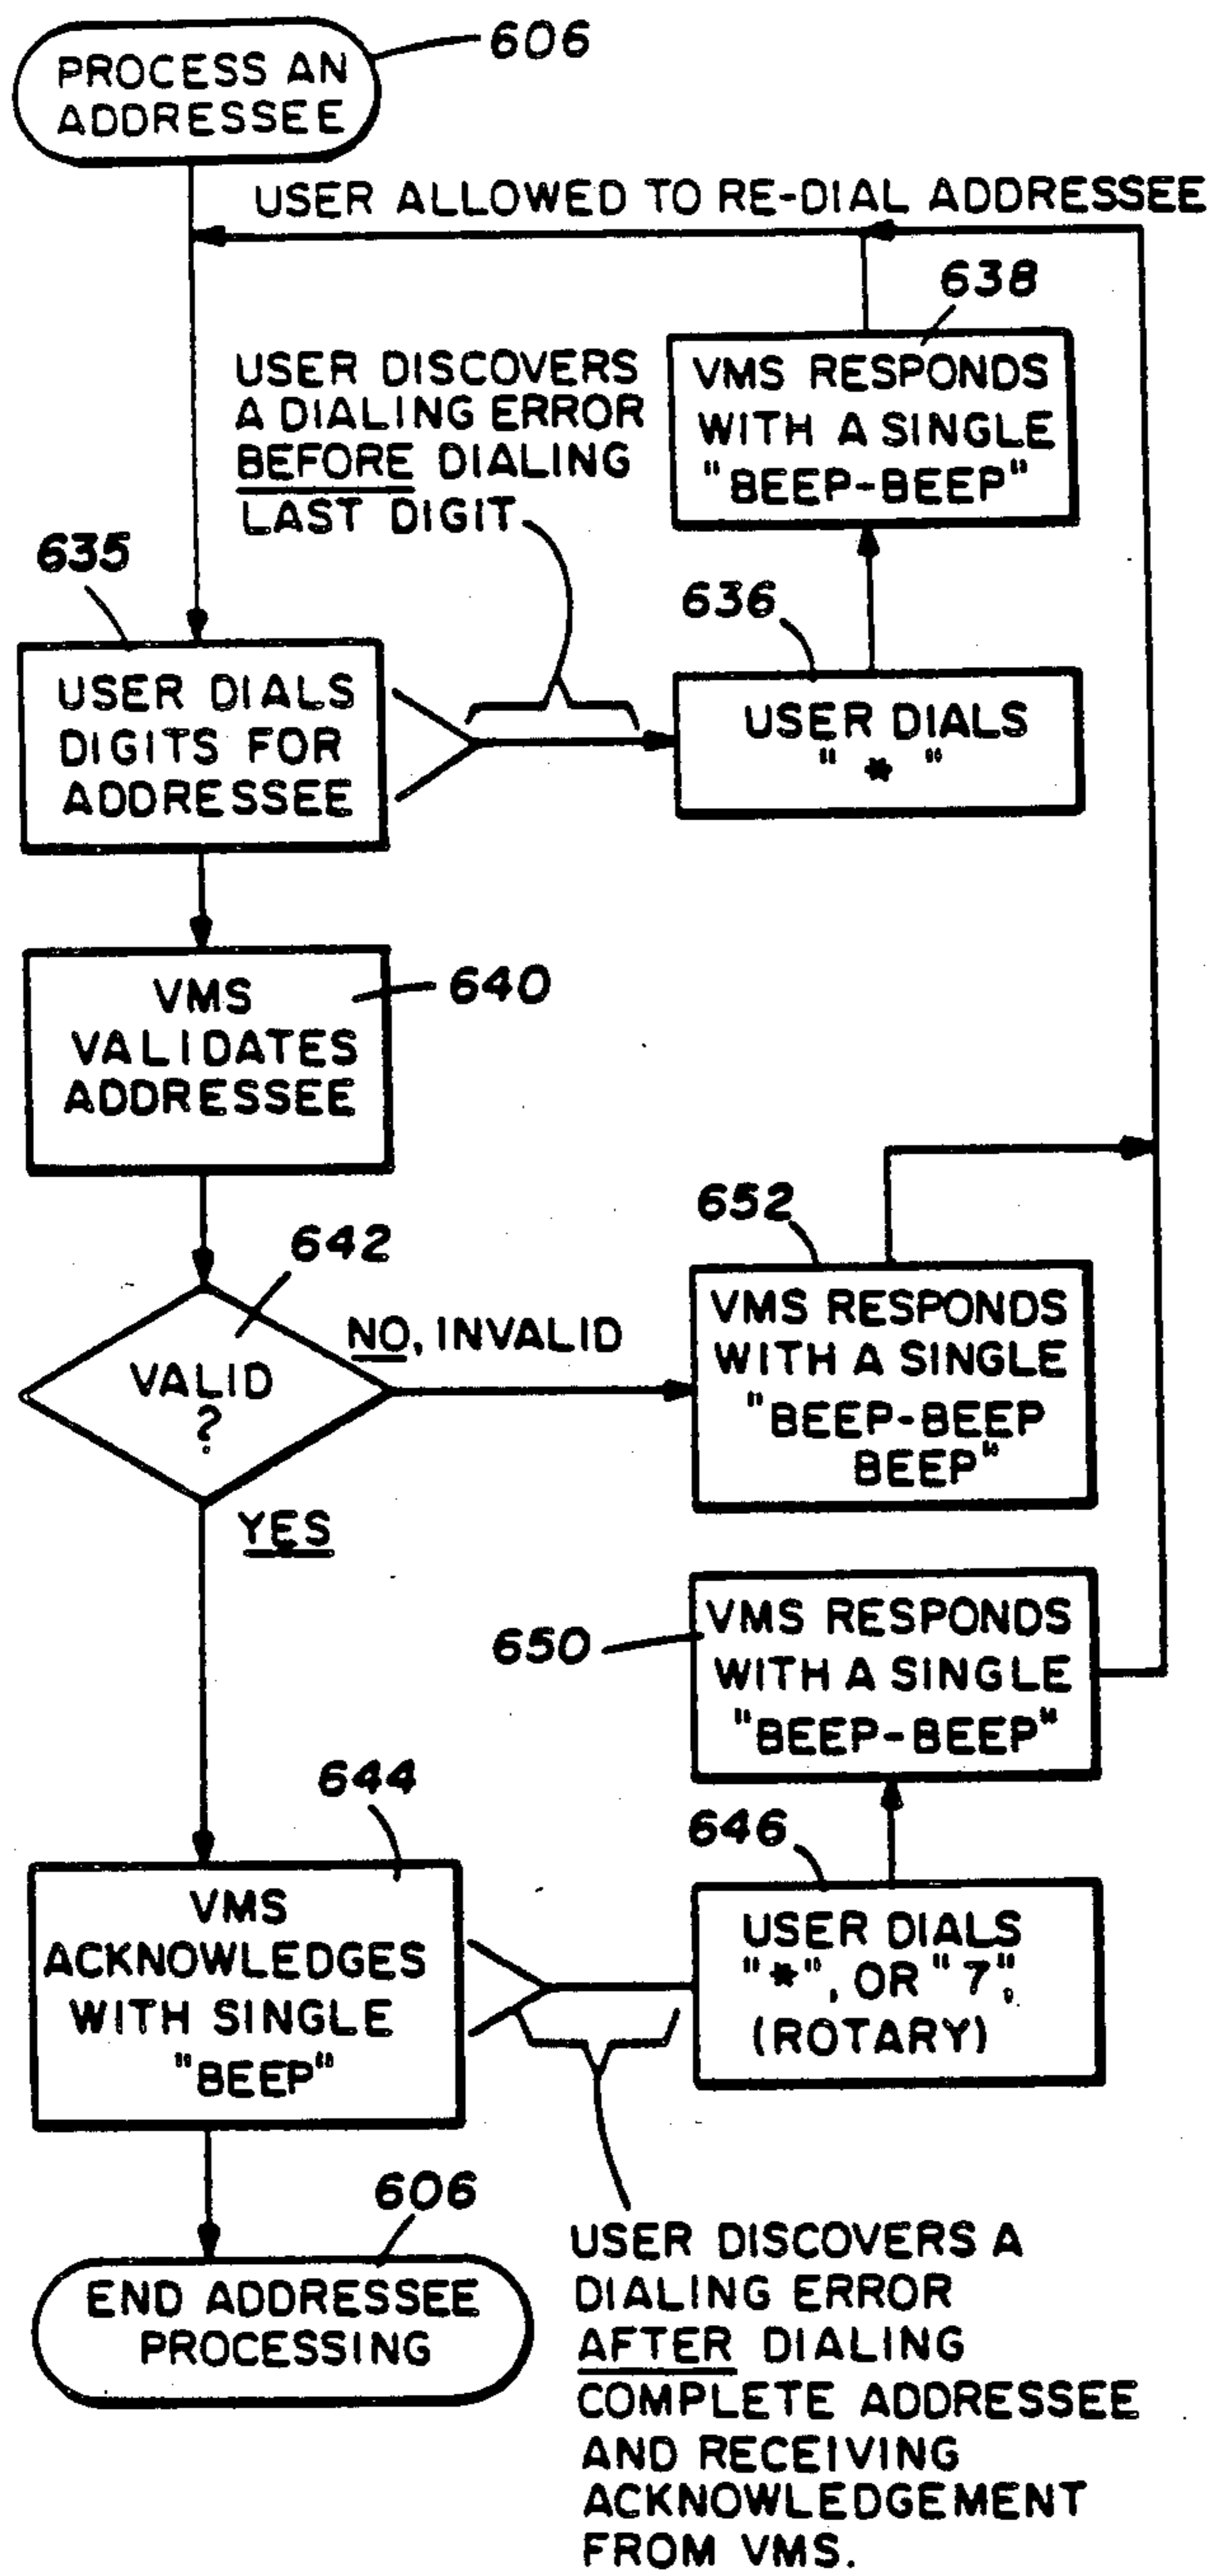 PROCESS AN
ADDRESSEE
606
USER ALLOWED TO RE-DIAL ADDRESSEE
638
VMS RESPONDS
WITH A SINGLE
"BEEP-BEEP"
USER DISCOVERS
A DIALING ERROR
BEFORE DIALING
LAST DIGIT
635
USER DIALS
DIGITS FOR
ADDRESSEE
636
USER DIALS
" * "
VMS
VALIDATES
ADDRESSEE
640
642
VALID
?
NO, INVALID
YES
652
VMS RESPONDS
WITH A SINGLE
"BEEP-BEEP
BEEP"
650
VMS RESPONDS
WITH A SINGLE
"BEEP-BEEP"
644
VMS
ACKNOWLEDGES
WITH SINGLE
"BEEP"
646
USER DIALS
"*", OR "7",
(ROTARY)
606
END ADDRESSEE
PROCESSING
USER DISCOVERS A
DIALING ERROR
AFTER DIALING
COMPLETE ADDRESSEE
AND RECEIVING
ACKNOWLEDGEMENT
FROM VMS.